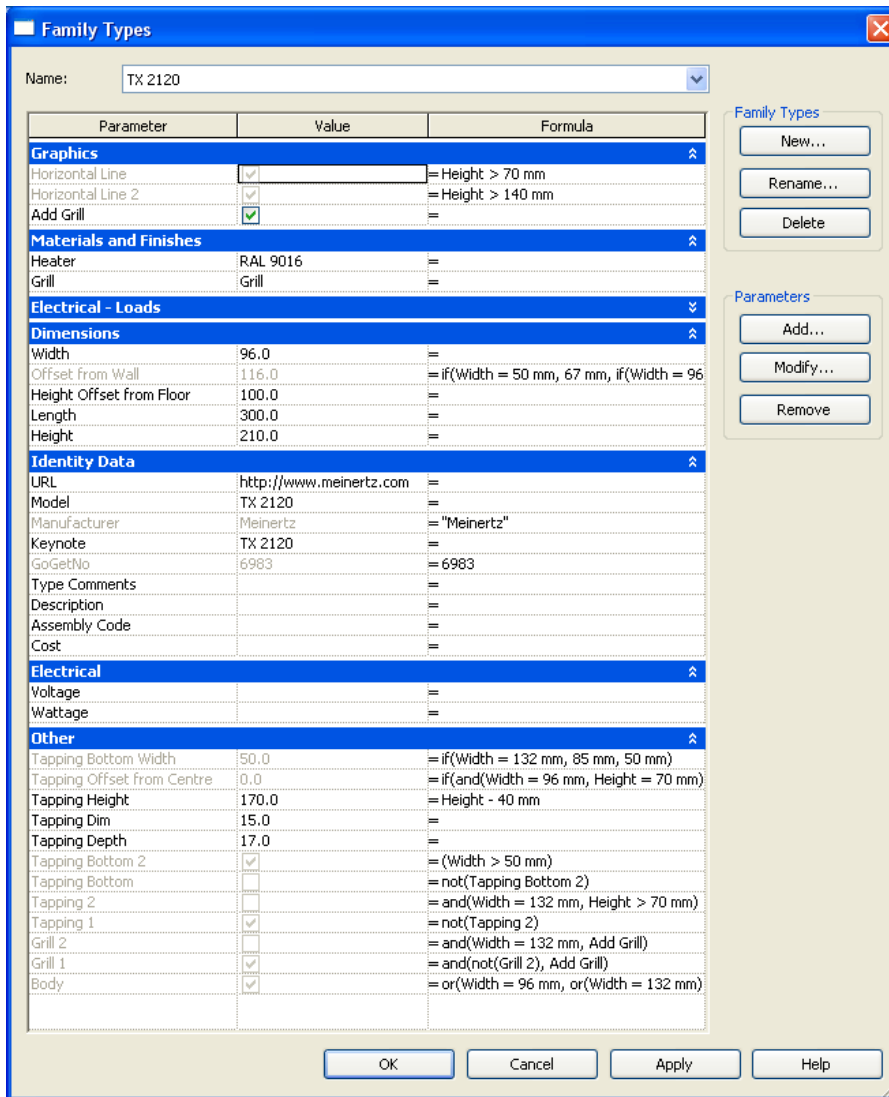 Family Types
Name: TX 2120
Parameter Value Formula
Graphics
Horizontal Line = Height > 70 mm
Horizontal Line 2 = Height > 140 mm
Add Grill =
Materials and Finishes
Heater RAL 9016 =
Grill Grill =
Electrical - Loads
Dimensions
Width 96.0 =
Offset from Wall 116.0 = if(Width = 50 mm, 67 mm, if(Width = 96
Height Offset from Floor 100.0 =
Length 300.0 =
Height 210.0 =
Identity Data
URL http://www.meinertz.com =
Model TX 2120 =
Manufacturer Meinertz = "Meinertz"
Keynote TX 2120 =
GoGetNo 6983 = 6983
Type Comments =
Description =
Assembly Code =
Cost =
Electrical
Voltage =
Wattage =
Other
Tapping Bottom Width 50.0 = if(Width = 132 mm, 85 mm, 50 mm)
Tapping Offset from Centre 0.0 = if(and(Width = 96 mm, Height = 70 mm)
Tapping Height 170.0 = Height - 40 mm
Tapping Dim 15.0 =
Tapping Depth 17.0 =
Tapping Bottom 2 = (Width > 50 mm)
Tapping Bottom = not(Tapping Bottom 2)
Tapping 2 = and(Width = 132 mm, Height > 70 mm)
Tapping 1 = not(Tapping 2)
Grill 2 = and(Width = 132 mm, Add Grill)
Grill 1 = and(not(Grill 2), Add Grill)
Body = or(Width = 96 mm, or(Width = 132 mm)
Family Types
New...
Rename...
Delete
Parameters
Add...
Modify...
Remove
OK Cancel Apply Help